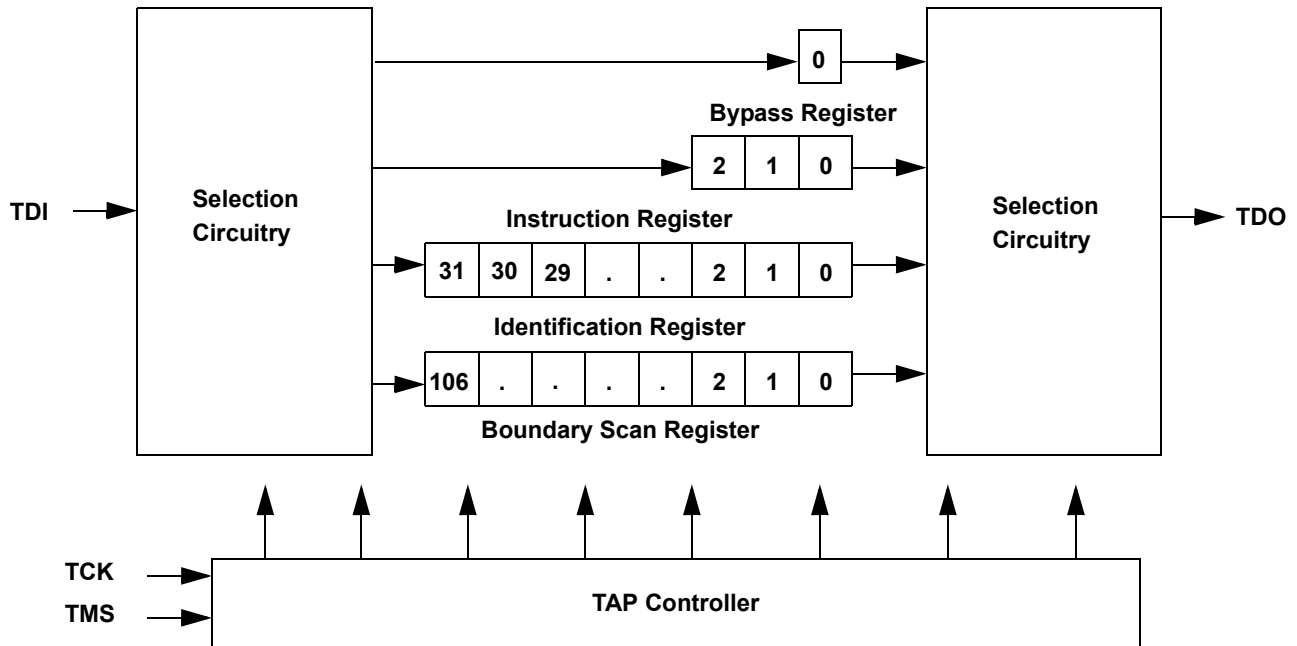 0
Bypass Register
2 1 0
TDI
Selection
Circuitry
Instruction Register
Selection
Circuitry
TDO
31 30 29 . . 2 1 0
Identification Register
106 . . . . 2 1 0
Boundary Scan Register
TCK
TMS
TAP Controller